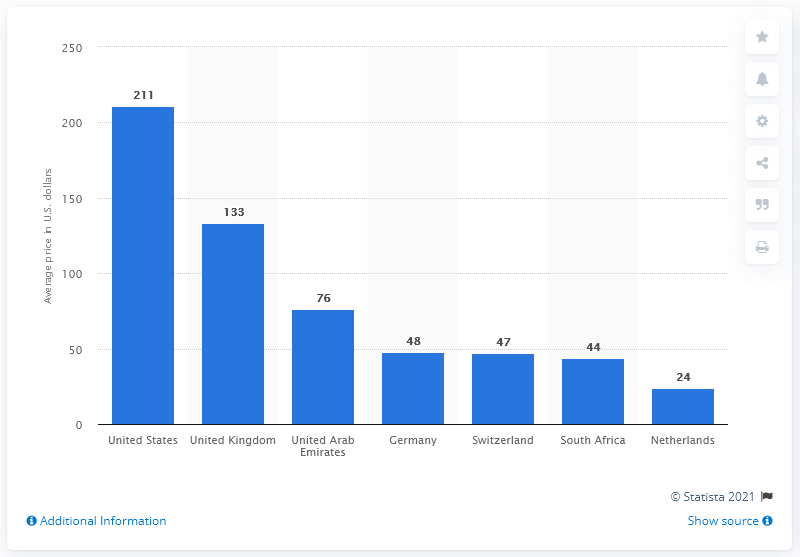 250
200
150
100
50
0
Average price in U.S. dollars
211
133
76
48
47
44
24
United States
United Kingdom
United Arab
Emirates
Germany
Switzerland
South Africa
Netherlands
© Statista 2021
Additional Information
Show source